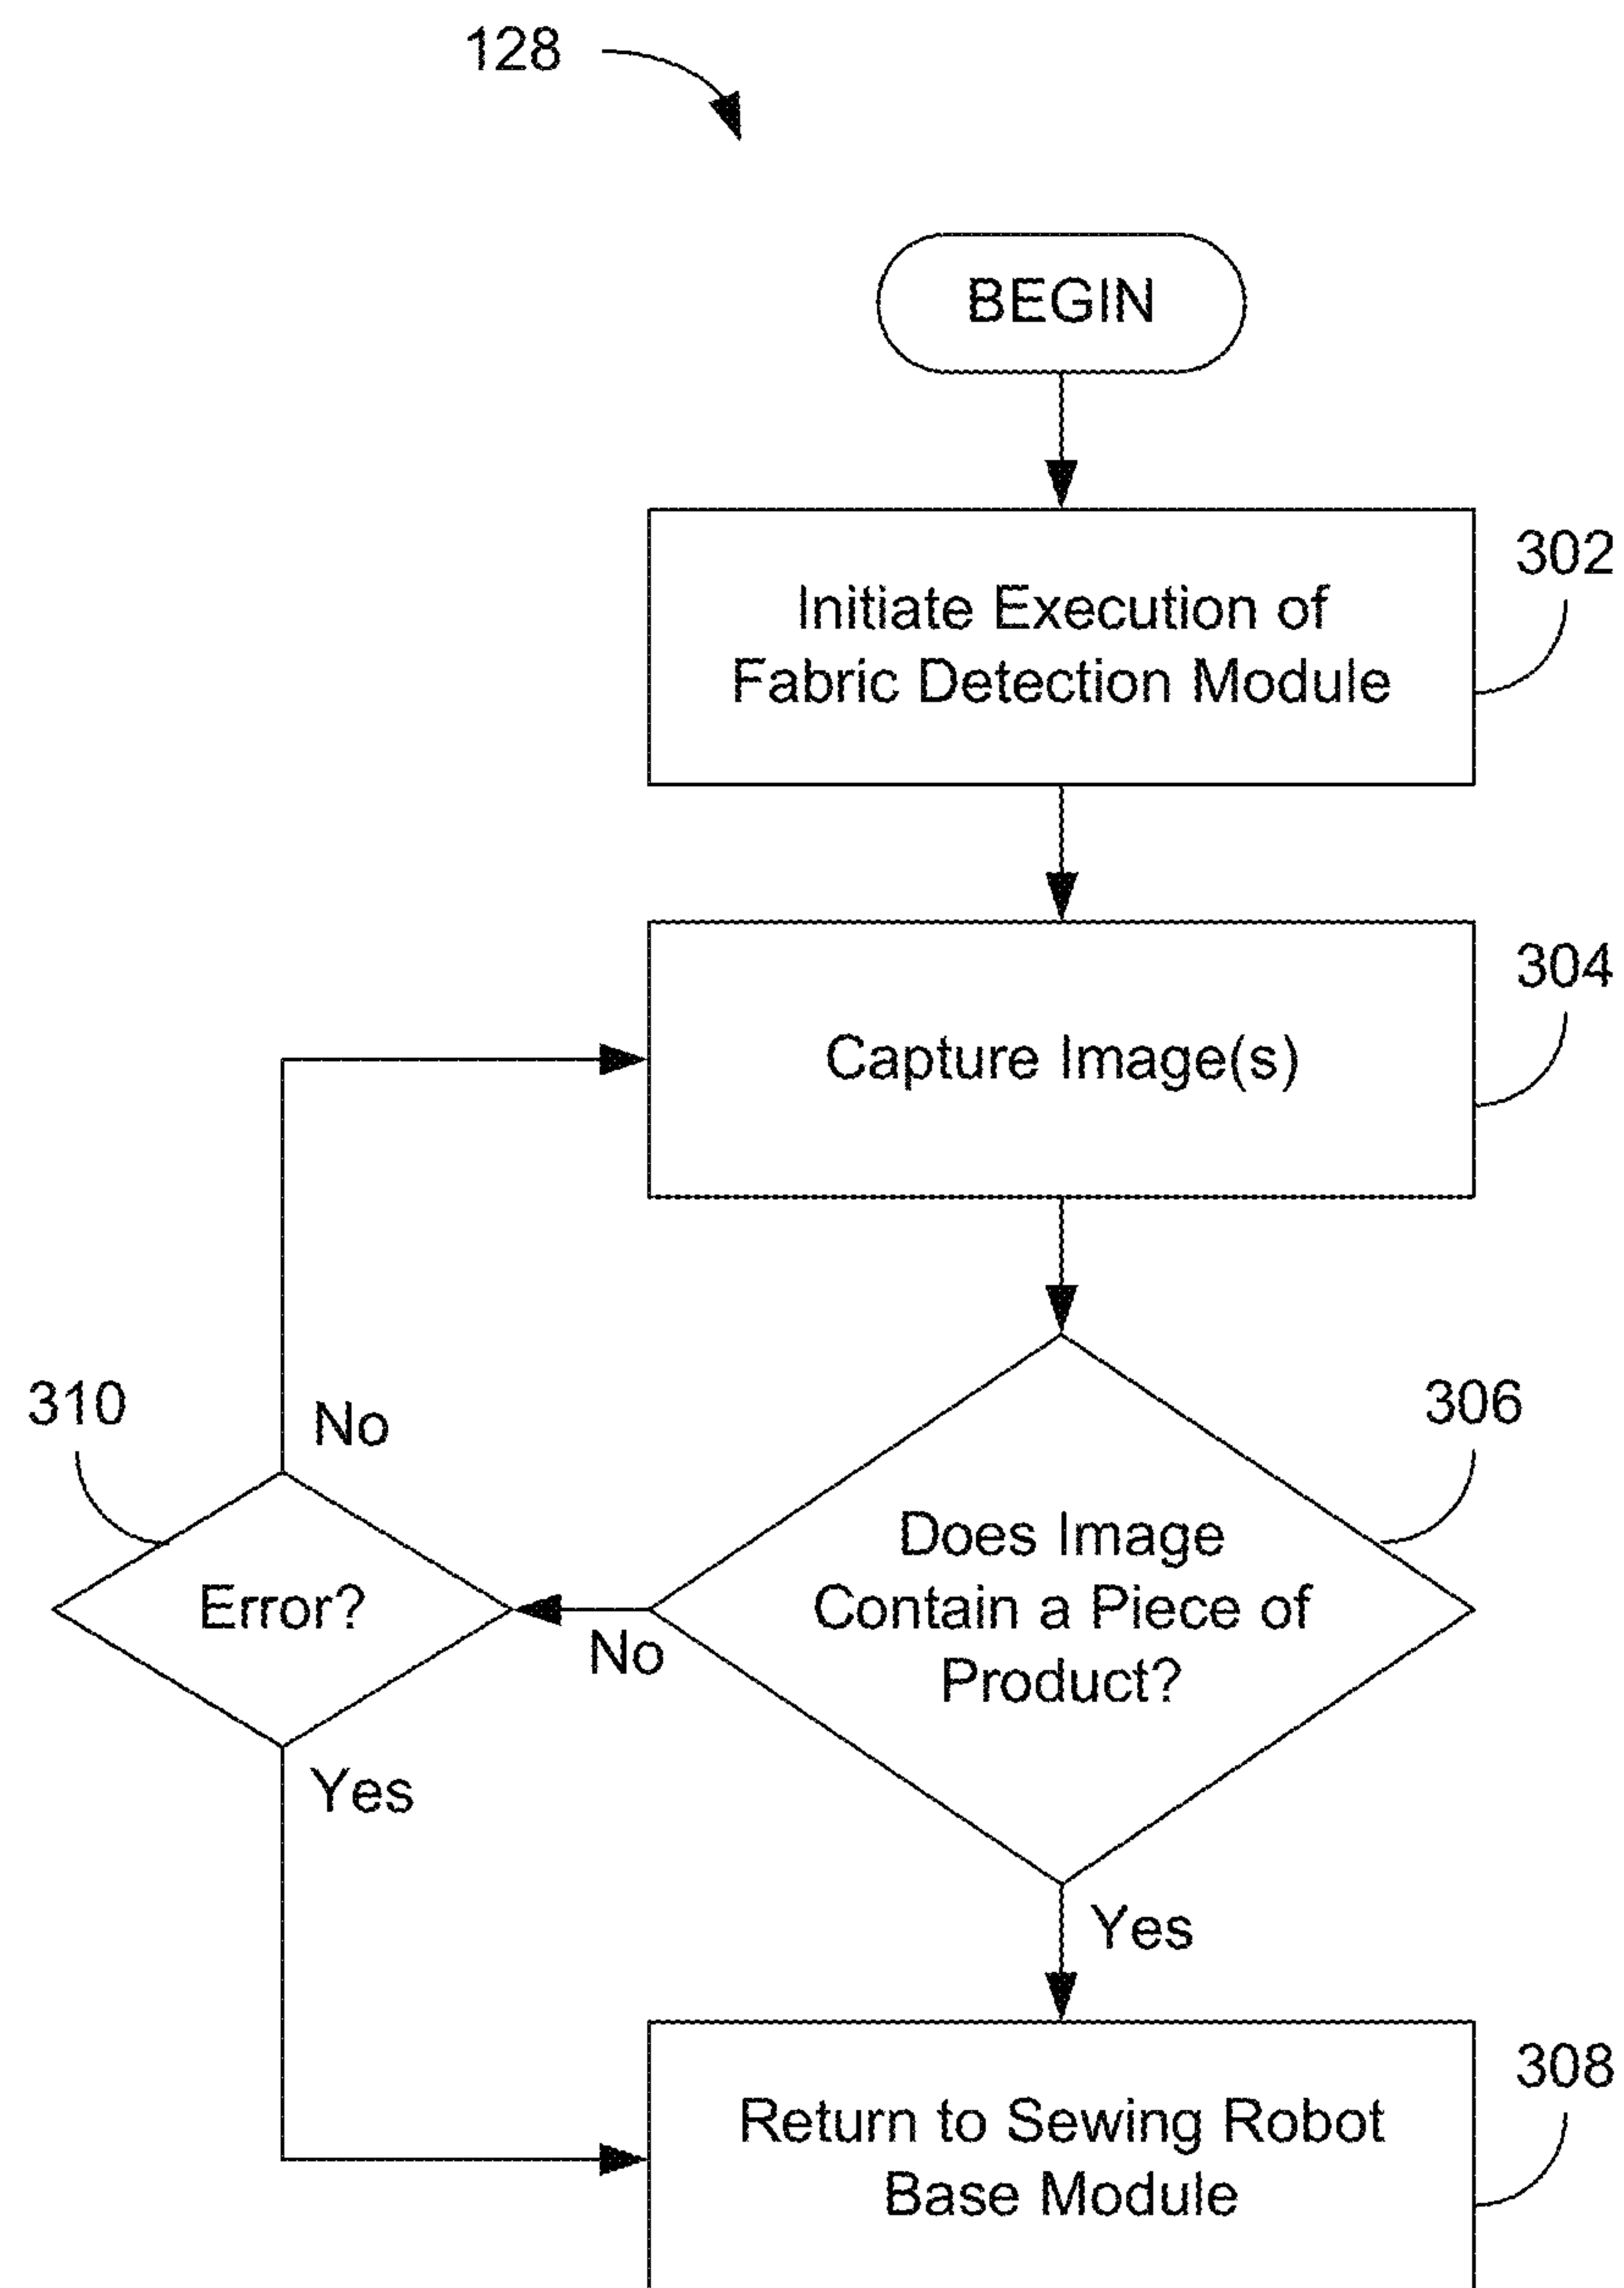 128
BEGIN
302
Initiate Execution of
Fabric Detection Module
304
Capture Image(s)
310
No
306
Does Image
Contain a Piece of
Product?
Error?
No
Yes
Yes
308
Return to Sewing Robot
Base Module